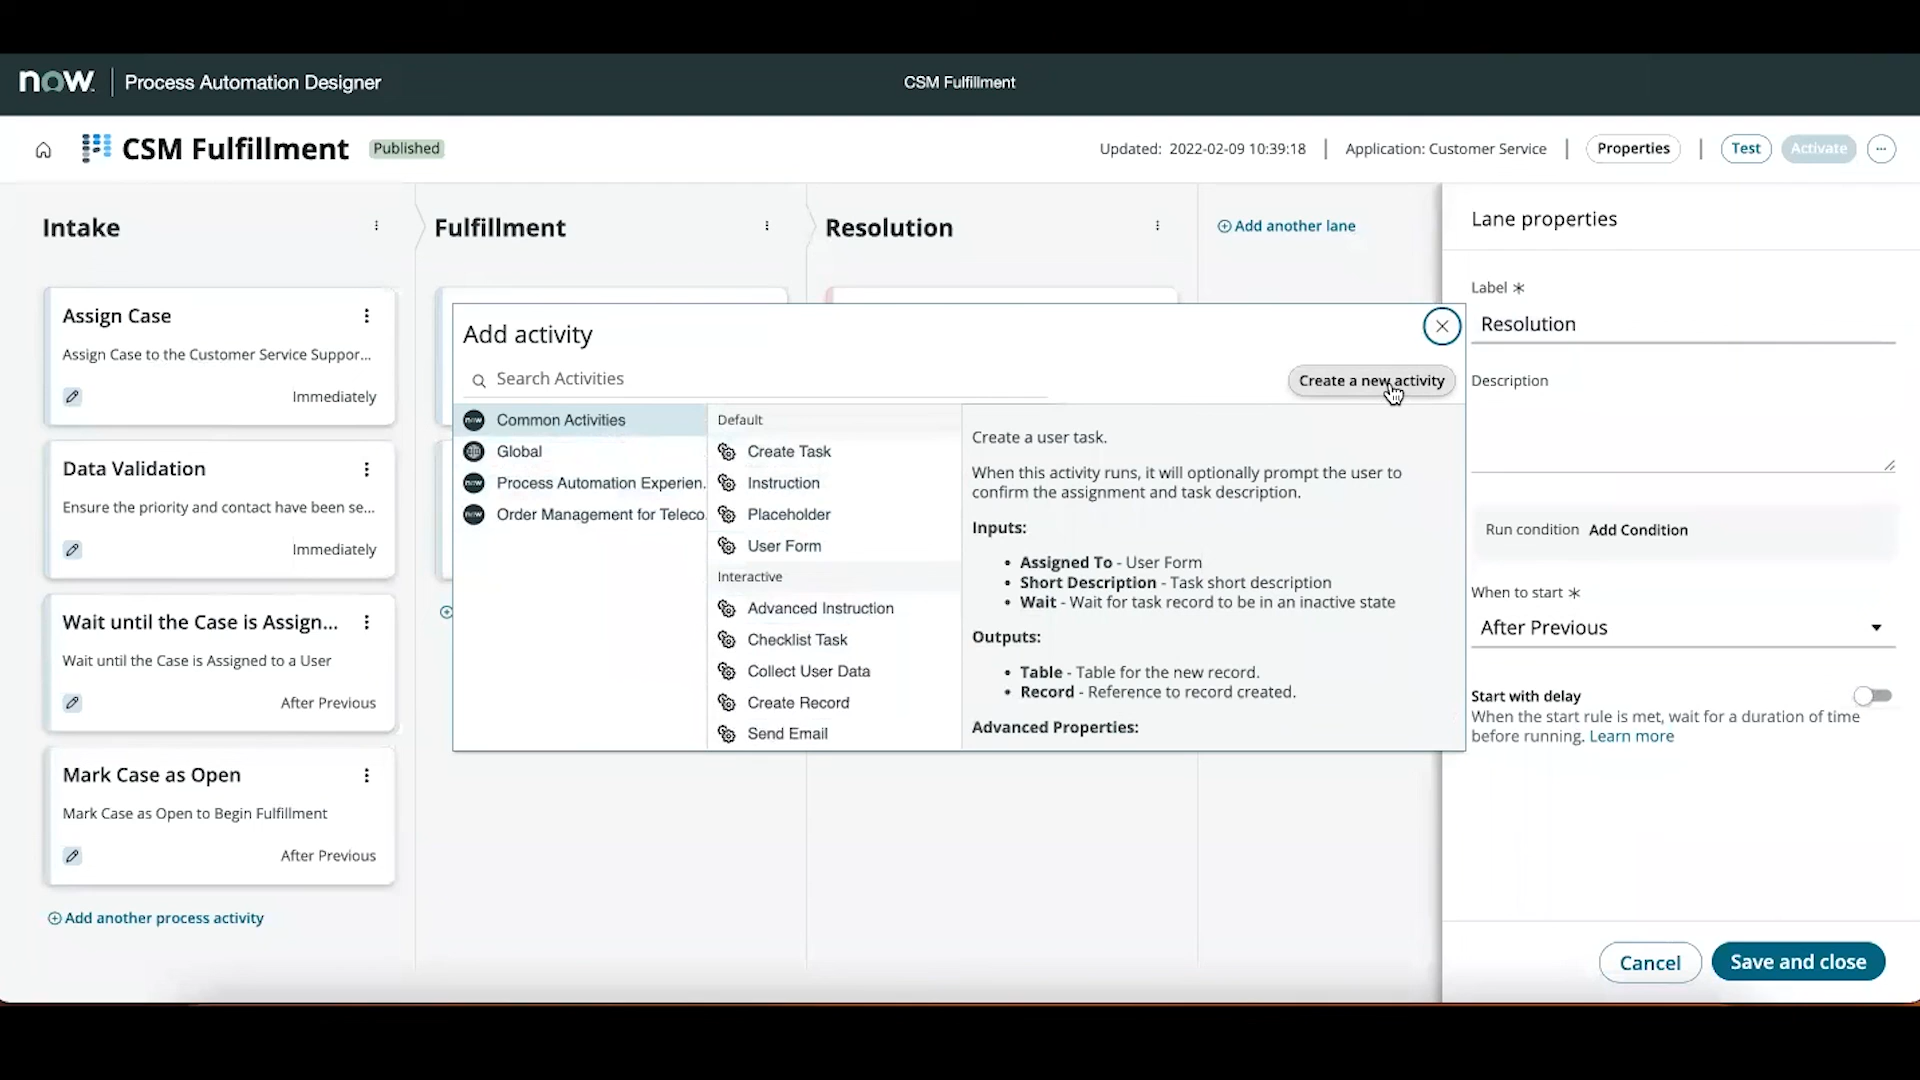 now. Process Automation Designer
CSM Fulfillment
CSM Fulfillment
Published
Updated: 2022-02-09 10:39:18
Application: Customer Service
Properties
Test
Activate
Intake
Fulfillment
Resolution
Add another lane
Assign Case
Assign Case to the Customer Service Suppor...
Immediately
Data Validation
Ensure the priority and contact have been se...
Immediately
Wait until the Case is Assign...
Wait until the Case is Assigned to a User
After Previous
Mark Case as Open
Mark Case as Open to Begin Fulfillment
After Previous
Add another process activity
Add activity
Search Activities
Create a new activity
now Common Activities
Global
now Process Automation Experien.
now Order Management for Teleco.
Default
Create Task
Instruction
Placeholder
User Form
Interactive
Advanced Instruction
Checklist Task
Collect User Data
Create Record
Send Email
Create a user task.
When this activity runs, it will optionally prompt the user to
confirm the assignment and task description.
Inputs:
• Assigned To - User Form
• Short Description - Task short description
• Wait - Wait for task record to be in an inactive state
Outputs:
• Table - Table for the new record.
• Record - Reference to record created.
Advanced Properties:
Lane properties
Label *
Resolution
Description
Run condition Add Condition
When to start *
After Previous
Start with delay
When the start rule is met, wait for a duration of time
before running. Learn more
Cancel
Save and close